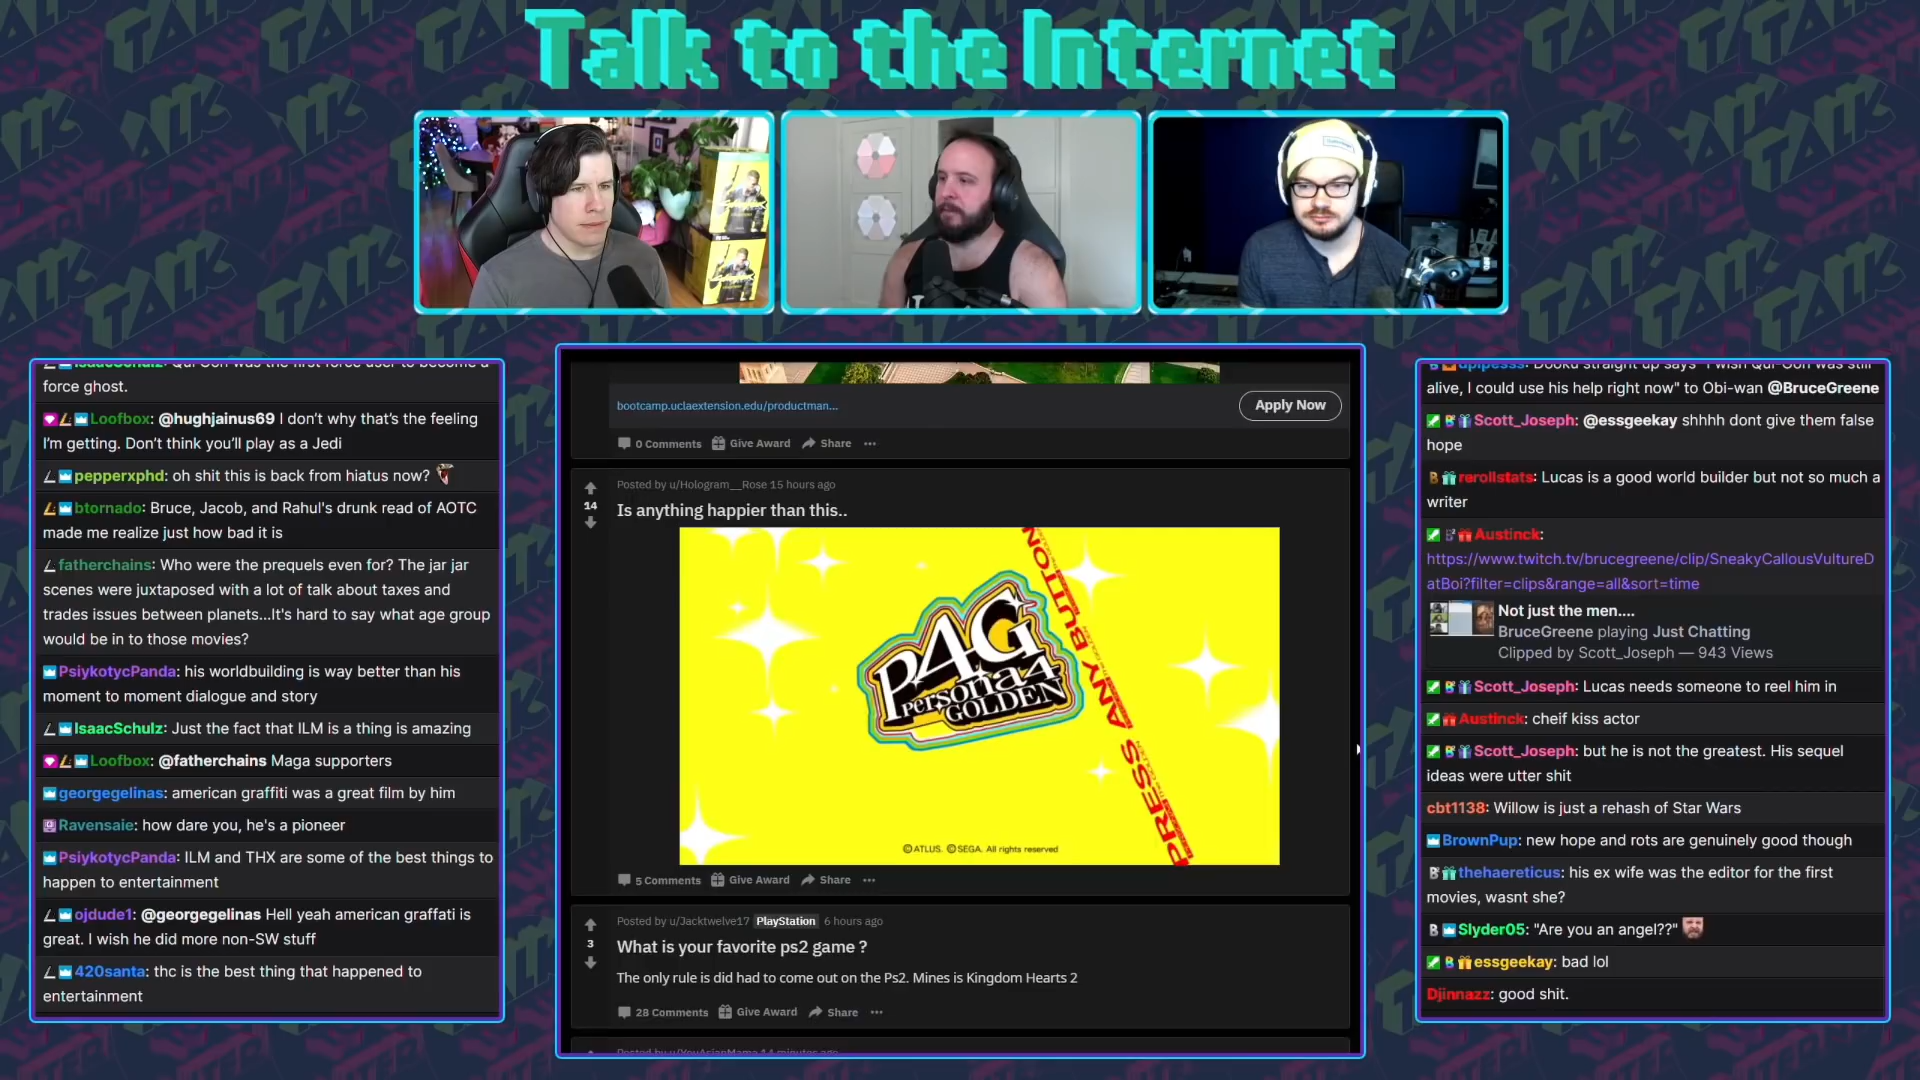 Talk to the Internet
force ghost.
Loofbox: @hughjainus69 I don't why that's the feeling
I'm getting. Don't think you'll play as a Jedi
pepperxphd: oh shit this is back from hiatus now?
btornado: Bruce, Jacob, and Rahul's drunk read of AOTC
made me realize just how bad it is
fatherchains: Who were the prequels even for? The jar jar
scenes were juxtaposed with a lot of talk about taxes and
trades issues between planets...It's hard to say what age group
would be in to those movies?
PsiykotycPanda: his worldbuilding is way better than his
moment to moment dialogue and story
IsaacSchulz: Just the fact that ILM is a thing is amazing
Loofbox: @fatherchains Maga supporters
georgegelinas: american graffiti was a great film by him
Ravensaie: how dare you, he's a pioneer
PsiykotycPanda: ILM and THX are some of the best things to
happen to entertainment
ojdude1: @georgegelinas Hell yeah american graffati is
great. I wish he did more non-SW stuff
420santa: thc is the best thing that happened to
entertainment
bootcamp.uclaextension.edu/productman...
Apply Now
0 Comments Give Award Share
Posted by u/Hologram__Rose 15 hours ago
14
Is anything happier than this..
P4G
Persona 4
GOLDEN
PRESS ANY BUTTON
©ATLUS. ©SEGA. All rights reserved
5 Comments Give Award Share
Posted by u/Jacktwelve17 PlayStation 6 hours ago
3
What is your favorite ps2 game ?
The only rule is did had to come out on the Ps2. Mines is Kingdom Hearts 2
28 Comments Give Award Share
Posted by u/YouAsianMama 14 minutes ago
Dooku straight up says "I wish Qui-Gon was still
alive, I could use his help right now" to Obi-wan @BruceGreene
Scott_Joseph: @essgeekay shhhh dont give them false
hope
rerollstats: Lucas is a good world builder but not so much a
writer
Austinck:
https://www.twitch.tv/brucegreene/clip/SneakyCallousVultureD
atBoi?filter=clips&range=all&sort=time
Not just the men....
BruceGreene playing Just Chatting
Clipped by Scott_Joseph — 943 Views
Scott_Joseph: Lucas needs someone to reel him in
Austinck: cheif kiss actor
Scott_Joseph: but he is not the greatest. His sequel
ideas were utter shit
cbt1138: Willow is just a rehash of Star Wars
BrownPup: new hope and rots are genuinely good though
thehaereticus: his ex wife was the editor for the first
movies, wasnt she?
Slyder05: "Are you an angel??"
essgeekay: bad lol
Djinnazz: good shit.